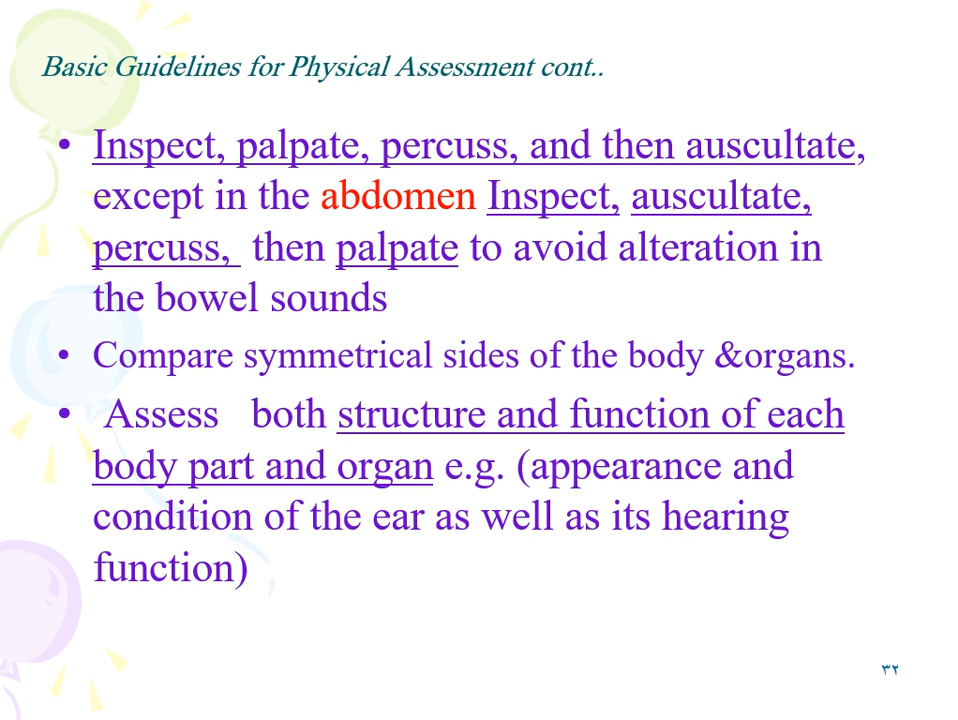 Basic Guidelines for Physical Assessment cont..
• Inspect, palpate, percuss, and then auscultate,
except in the abdomen Inspect, auscultate,
percuss,  then palpate to avoid alteration in
the bowel sounds
• Compare symmetrical sides of the body &organs.
• Assess   both structure and function of each
body part and organ e.g. (appearance and
condition of the ear as well as its hearing
function)
٣٢